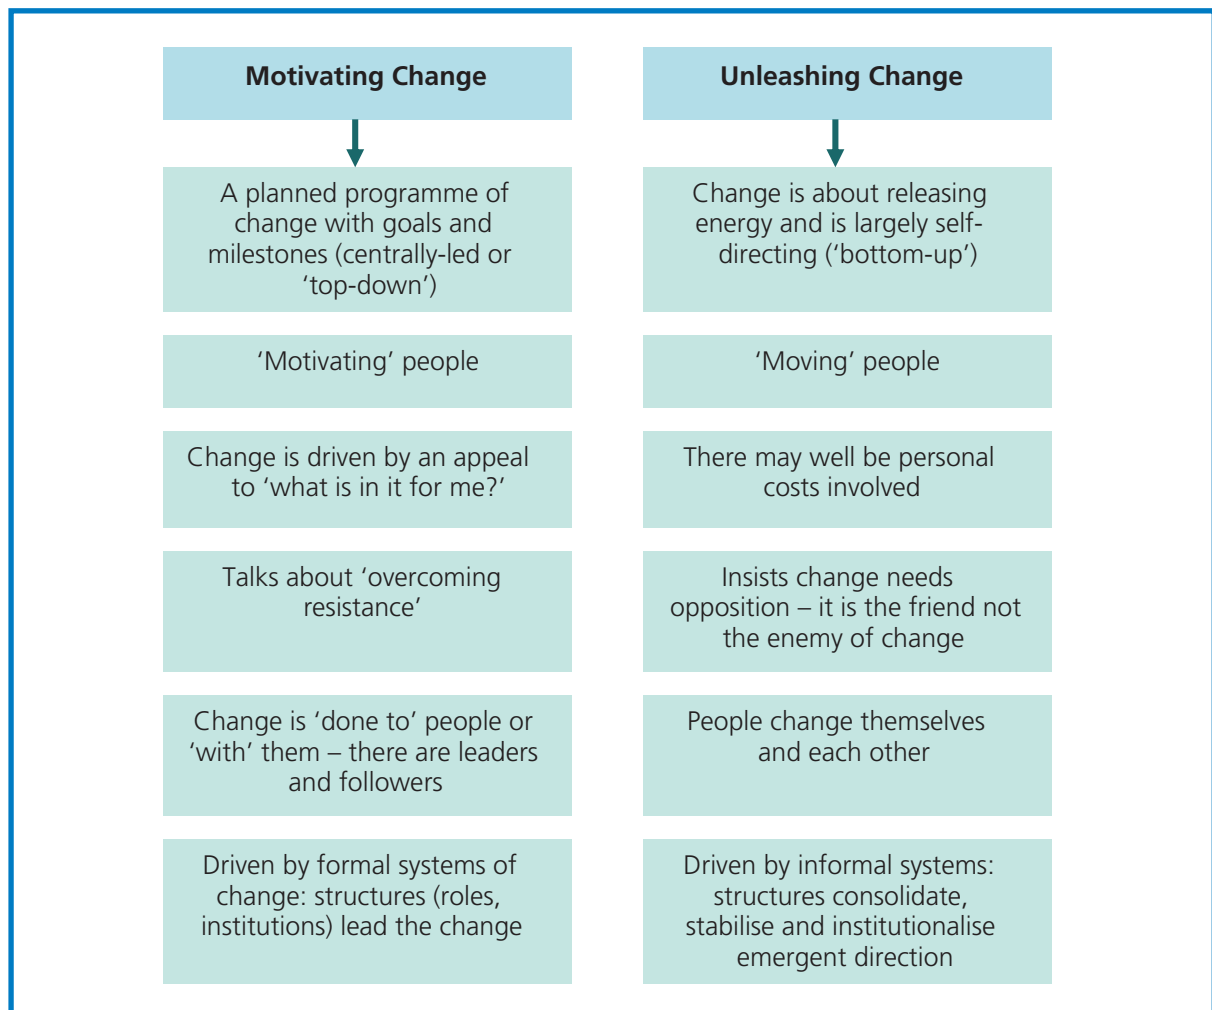 Motivating Change
A planned programme of
change with goals and
milestones (centrally-led or
‘top-down’)
‘Motivating’ people
Change is driven by an appeal
to ‘what is in it for me?’
Talks about ‘overcoming
resistance’
Change is ‘done to’ people or
‘with’ them – there are leaders
and followers
Driven by formal systems of
change: structures (roles,
institutions) lead the change
Unleashing Change
Change is about releasing
energy and is largely self-
directing (‘bottom-up’)
‘Moving’ people
There may well be personal
costs involved
Insists change needs
opposition – it is the friend not
the enemy of change
People change themselves
and each other
Driven by informal systems:
structures consolidate,
stabilise and institutionalise
emergent direction